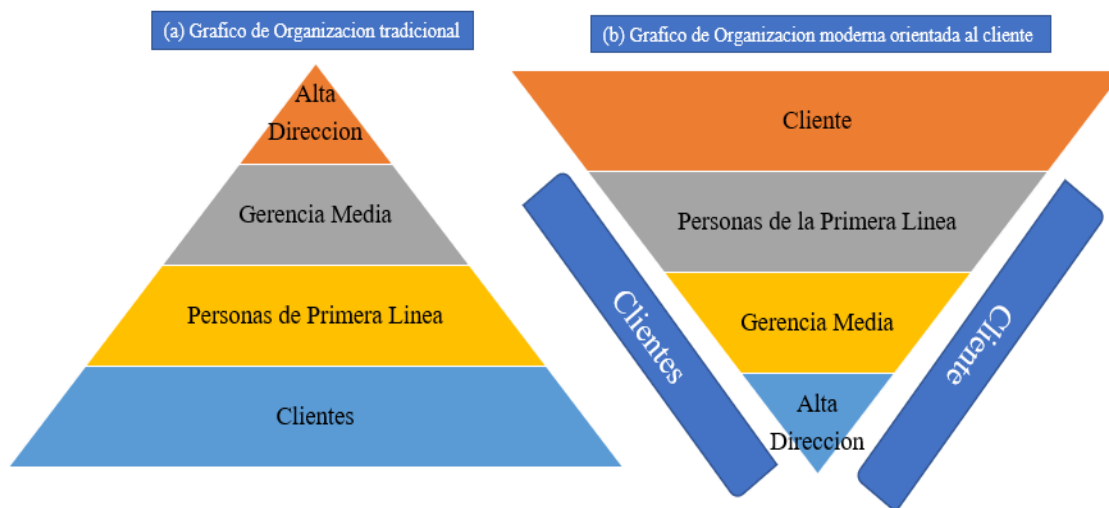 (a) Grafico de Organizacion tradicional
Alta
Direccion
Gerencia Media
Personas de Primera Linea
Clientes
(b) Grafico de Organizacion moderna orientada al cliente
Cliente
Personas de la Primera Linea
Gerencia Media
Alta
Direccion
Clientes
Cliente